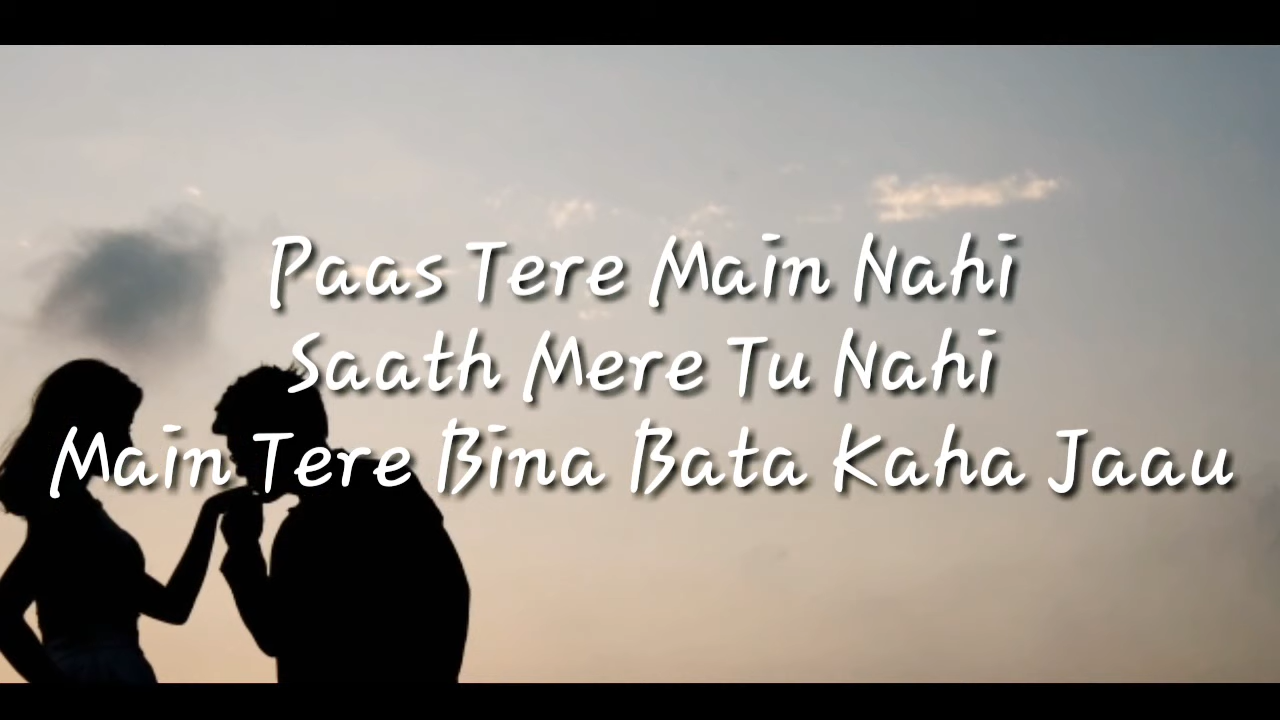 Paas Tere Main Nahi
Saath Mere Tu Nahi
Main Tere Bina Bata Kaha Jaau